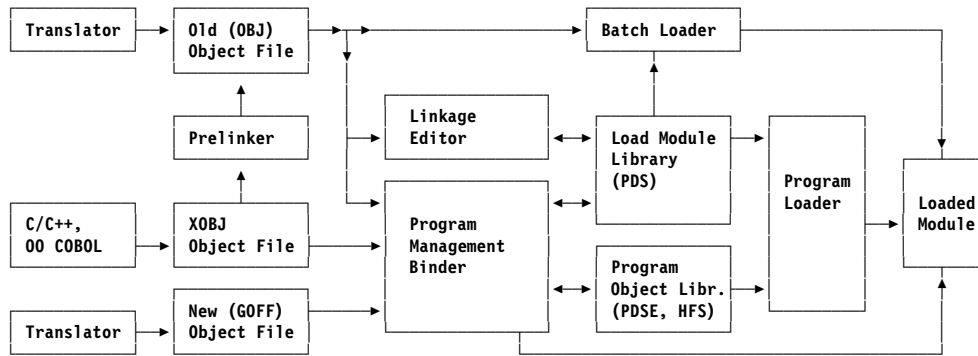 Translator
Old (OBJ)
Object File
Batch Loader
Linkage
Editor
Prelinker
Load Module
Library
(PDS)
Program
Loader
Loaded
Module
C/C++,
OO COBOL
XOBJ
Object File
Program
Management
Binder
Program
Object Libr.
(PDSE, HFS)
Translator
New (GOFF)
Object File